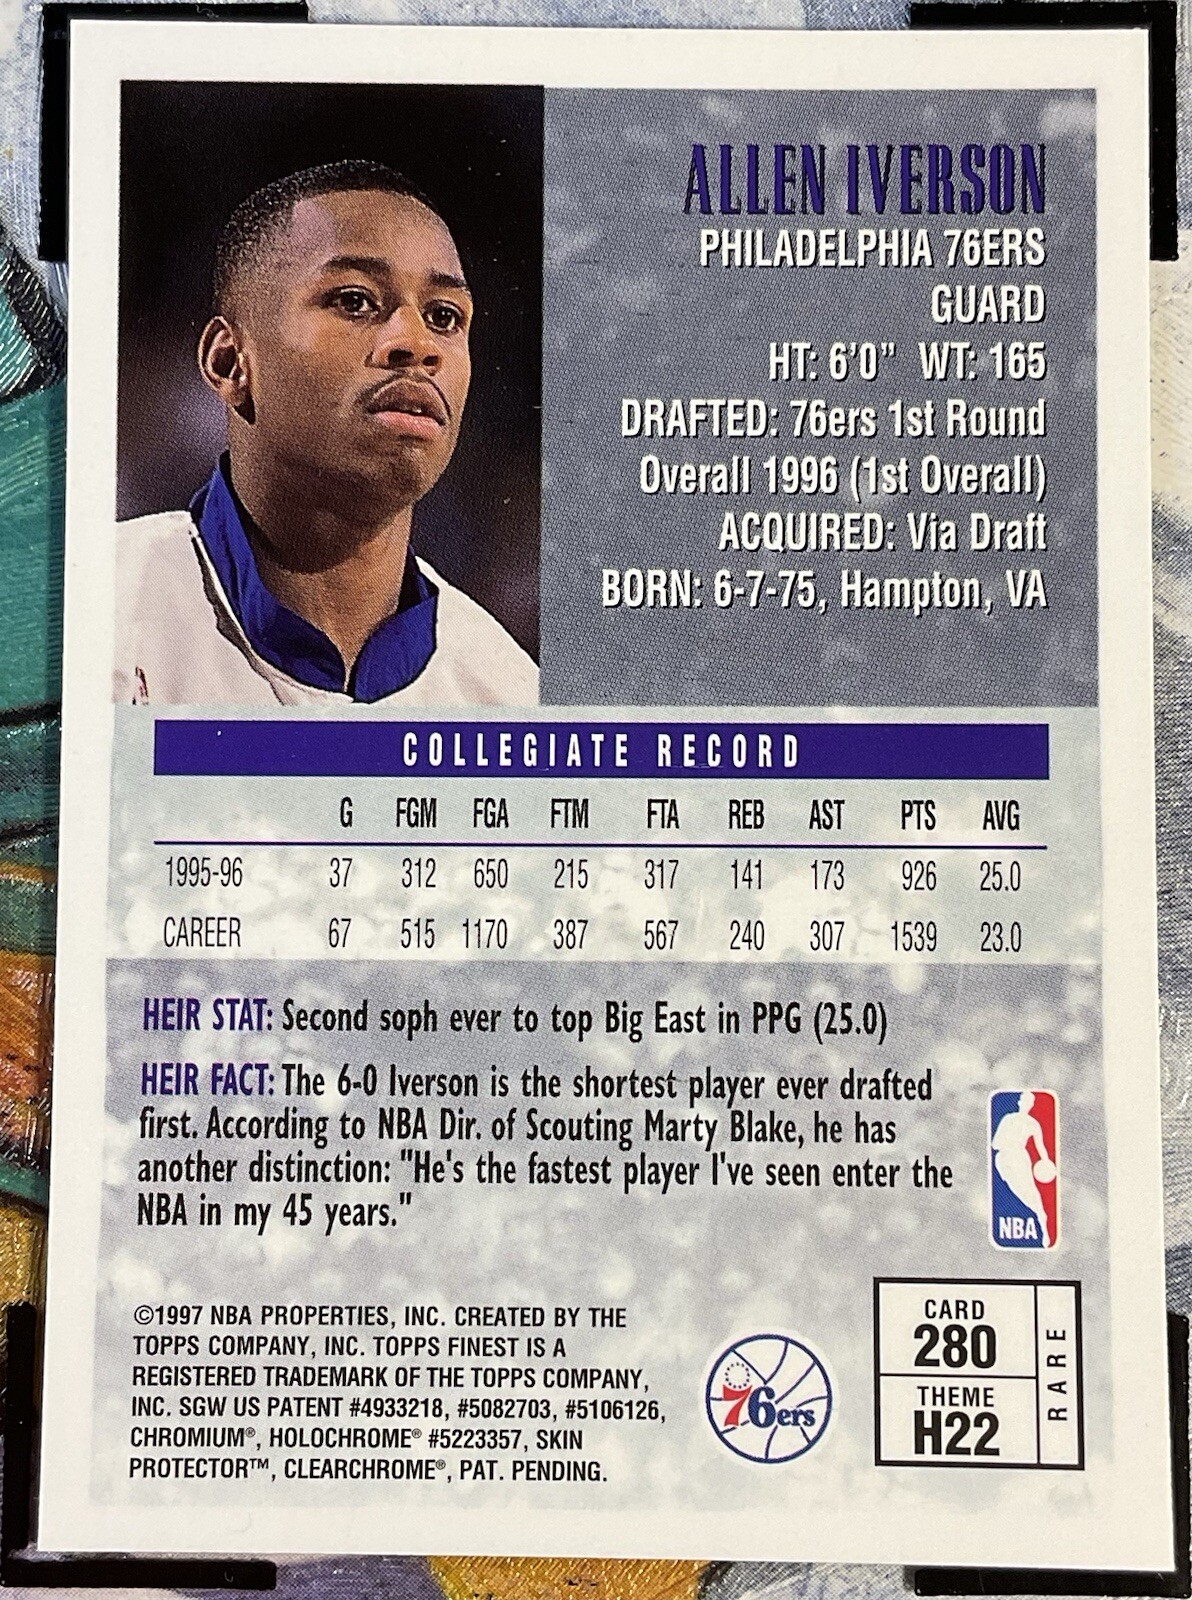 ALLEN IVERSON
PHILADELPHIA 76ERS
GUARD
HT: 6'0" WT: 165
DRAFTED: 76ers 1st Round
Overall 1996 (1st Overall)
ACQUIRED: Via Draft
BORN: 6-7-75, Hampton, VA
COLLEGIATE RECORD
G FGM FGA FTM FTA REB AST PTS AVG
1995-96 37 312 650 215 317 141 173 926 25.0
CAREER 67 515 1170 387 567 240 307 1539 23.0
HEIR STAT: Second soph ever to top Big East in PPG (25.0)
HEIR FACT: The 6-0 Iverson is the shortest player ever drafted
first. According to NBA Dir. of Scouting Marty Blake, he has
another distinction: "He's the fastest player I've seen enter the
NBA in my 45 years."
NBA
©1997 NBA PROPERTIES, INC. CREATED BY THE
TOPPS COMPANY, INC. TOPPS FINEST IS A
REGISTERED TRADEMARK OF THE TOPPS COMPANY,
INC. SGW US PATENT #4933218, #5082703, #5106126,
CHROMIUM®, HOLOCHROME® #5223357, SKIN
PROTECTOR™, CLEARCHROME®, PAT. PENDING.
76ers
CARD
280
THEME
H22
RARE